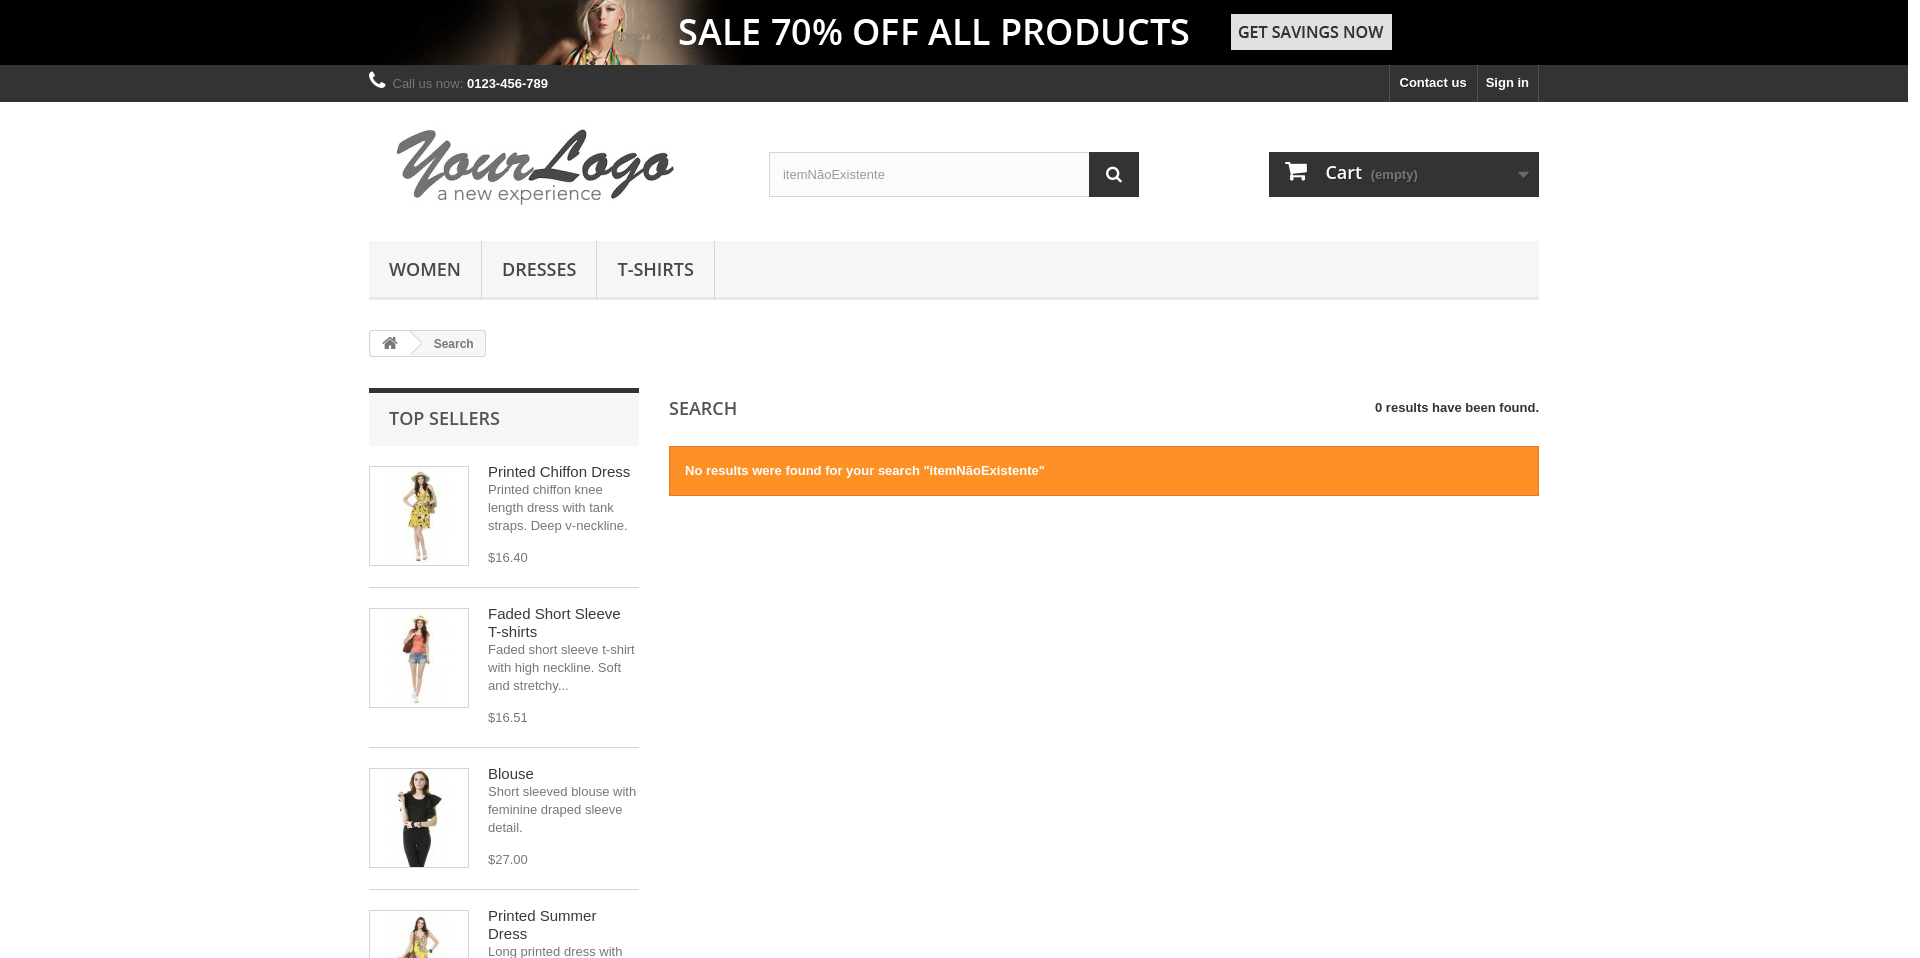 SALE 70% OFF ALL PRODUCTS
GET SAVINGS NOW
Call us now: 0123-456-789
Contact us
Sign in
YourLogo
a new experience
itemNãoExistente
Cart (empty)
WOMEN
DRESSES
T-SHIRTS
Search
TOP SELLERS
Printed Chiffon Dress
Printed chiffon knee
length dress with tank
straps. Deep v-neckline.
$16.40
Faded Short Sleeve
T-shirts
Faded short sleeve t-shirt
with high neckline. Soft
and stretchy...
$16.51
Blouse
Short sleeved blouse with
feminine draped sleeve
detail.
$27.00
Printed Summer
Dress
Long printed dress with
SEARCH
0 results have been found.
No results were found for your search "itemNãoExistente"